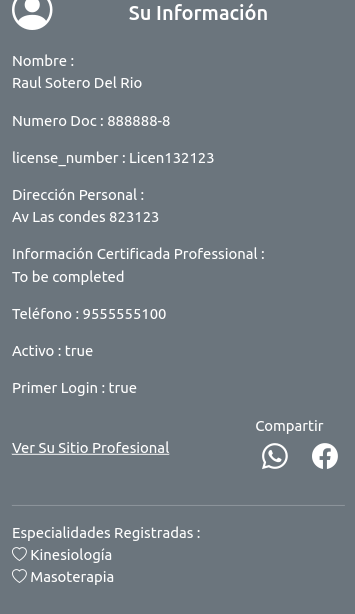 Su Información
Nombre :
Raul Sotero Del Rio
Numero Doc : 888888-8
license_number : Licen132123
Dirección Personal :
Av Las condes 823123
Información Certificada Professional :
To be completed
Teléfono : 9555555100
Activo : true
Primer Login : true
Compartir
Ver Su Sitio Profesional
Especialidades Registradas :
Kinesiología
Masoterapia